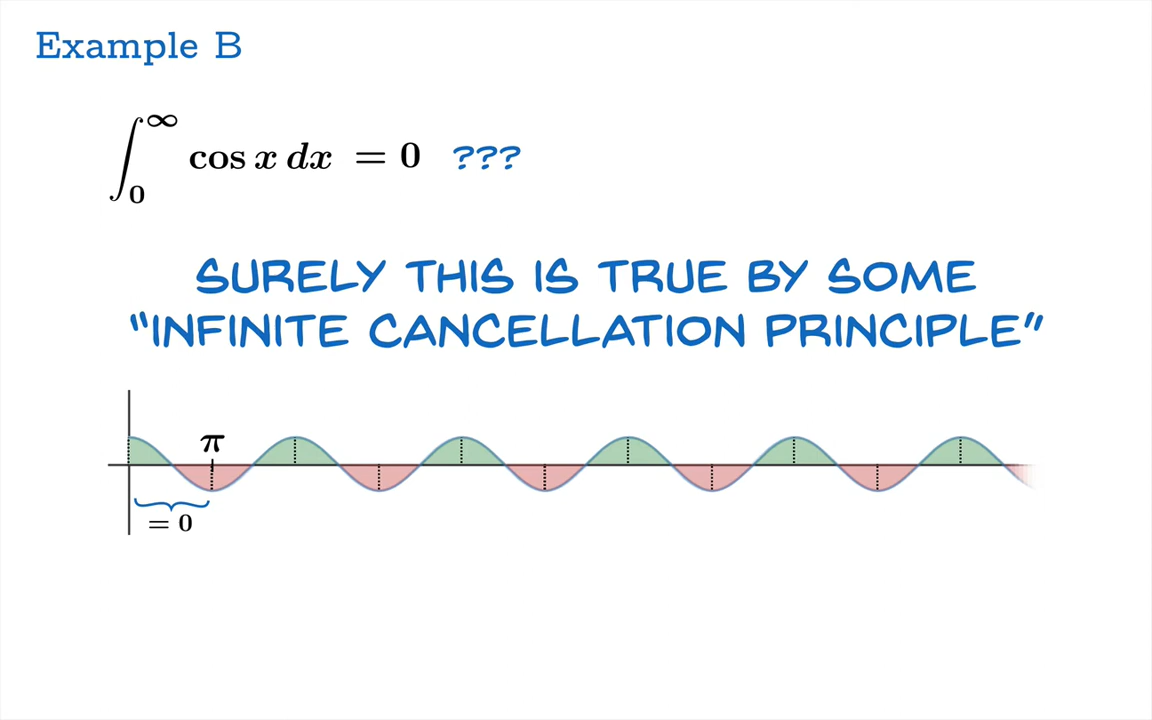 Example B
∫₀^∞ cos x dx = 0 ???
SURELY THIS IS TRUE BY SOME
"INFINITE CANCELLATION PRINCIPLE"
π
= 0